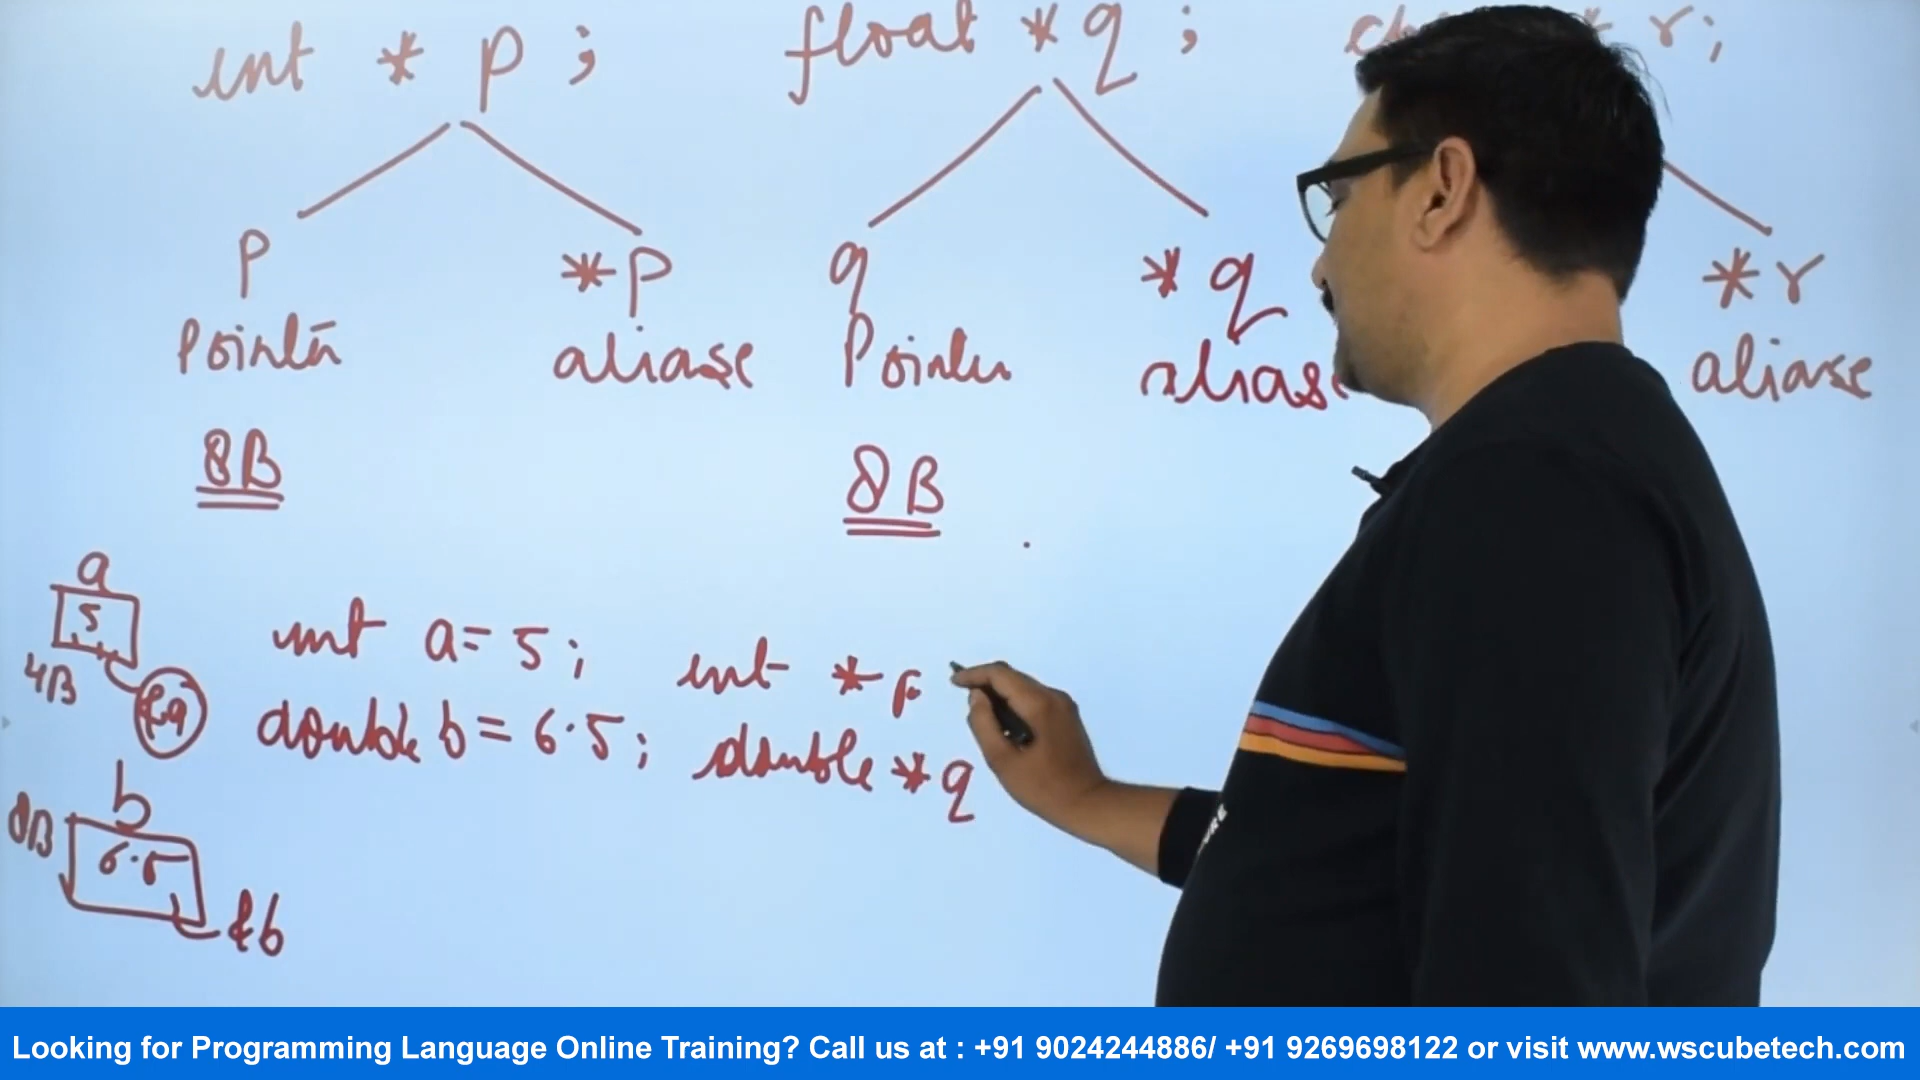 int * p ; float * q ; * r ;
p *p q *q *r
Pointer aliase Pointer aliase aliase
8B 8B
a
5
4B &a
int a = 5 ; int * p
double b = 6.5 ; double * q
b
8B 6.5
&b
Looking for Programming Language Online Training? Call us at : +91 9024244886/ +91 9269698122 or visit www.wscubetech.com